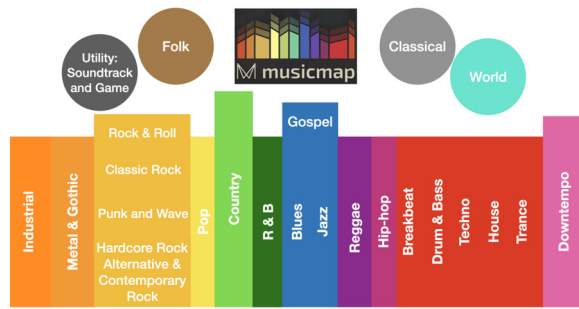 Folk
Classical
Utility:
Soundtrack
and Game
World
musicmap
Rock & Roll
Classic Rock
Punk and Wave
Hardcore Rock
Alternative &
Contemporary
Rock
Gospel
Industrial
Metal & Gothic
Pop
Country
R & B
Blues
Jazz
Reggae
Hip-hop
Breakbeat
Drum & Bass
Techno
House
Trance
Downtempo